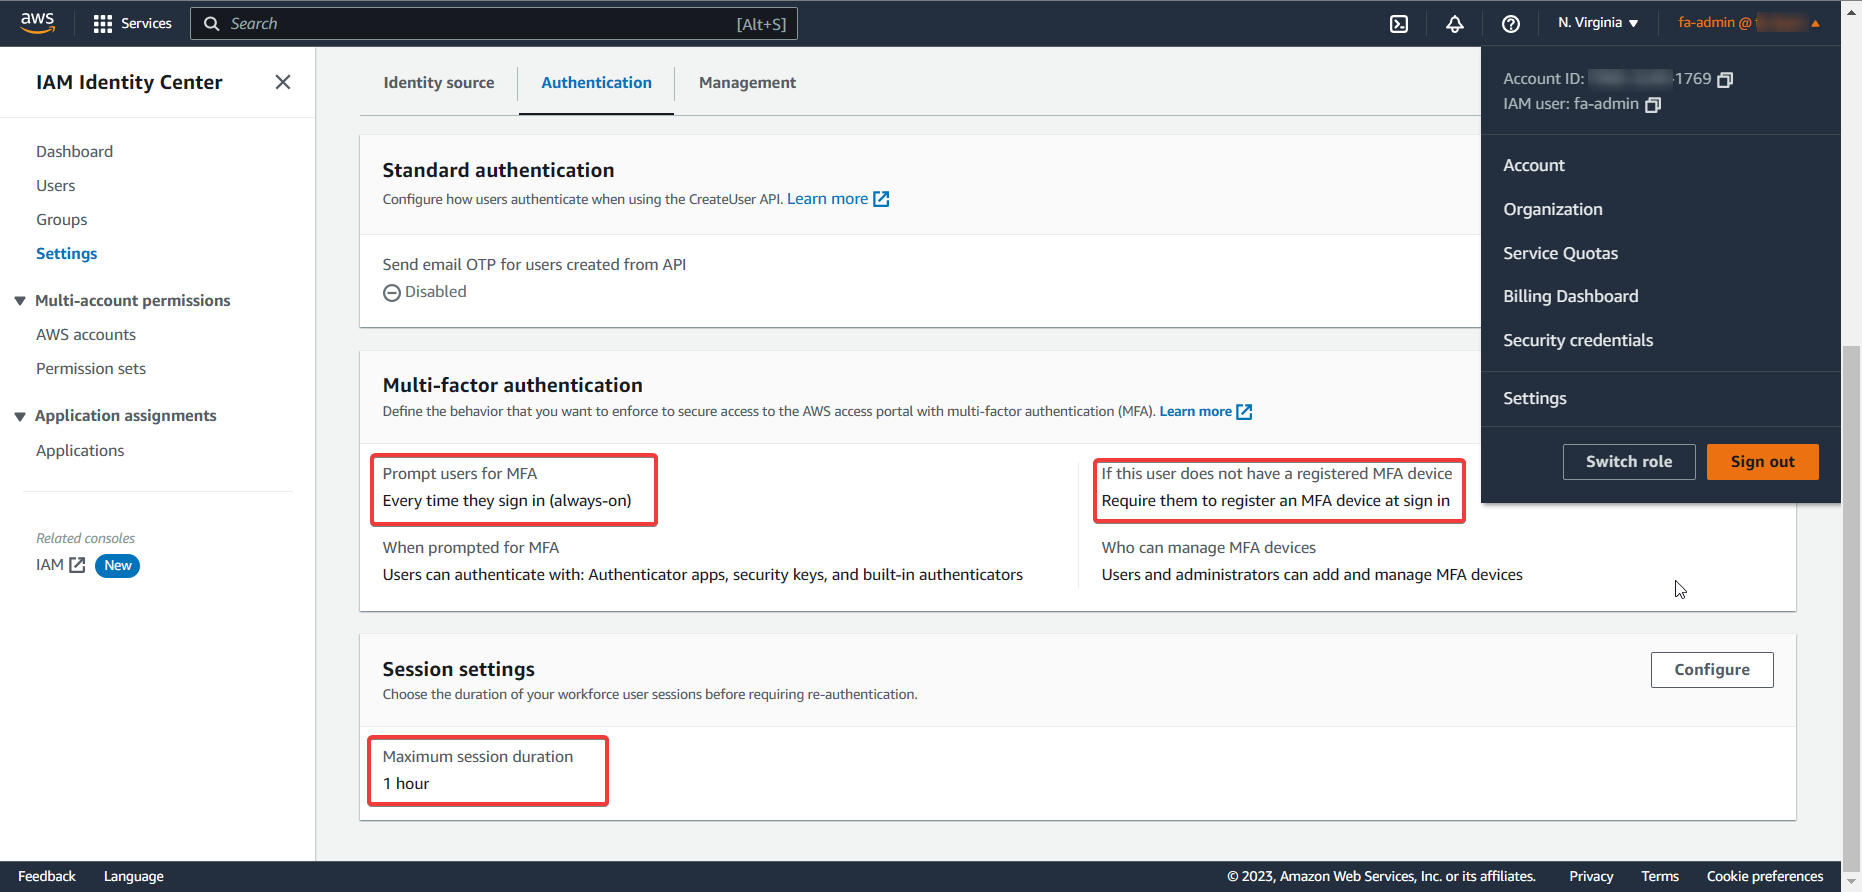 aws
Services
Search
[Alt+S]
N. Virginia
fa-admin @
IAM Identity Center
Dashboard
Users
Groups
Settings
Multi-account permissions
AWS accounts
Permission sets
Application assignments
Applications
Related consoles
IAM
New
Identity source
Authentication
Management
Standard authentication
Configure how users authenticate when using the CreateUser API. Learn more
Send email OTP for users created from API
Disabled
Multi-factor authentication
Define the behavior that you want to enforce to secure access to the AWS access portal with multi-factor authentication (MFA). Learn more
Prompt users for MFA
Every time they sign in (always-on)
If this user does not have a registered MFA device
Require them to register an MFA device at sign in
When prompted for MFA
Users can authenticate with: Authenticator apps, security keys, and built-in authenticators
Who can manage MFA devices
Users and administrators can add and manage MFA devices
Session settings
Choose the duration of your workforce user sessions before requiring re-authentication.
Configure
Maximum session duration
1 hour
Account ID: -1769
IAM user: fa-admin
Account
Organization
Service Quotas
Billing Dashboard
Security credentials
Settings
Switch role
Sign out
Feedback
Language
© 2023, Amazon Web Services, Inc. or its affiliates.
Privacy
Terms
Cookie preferences